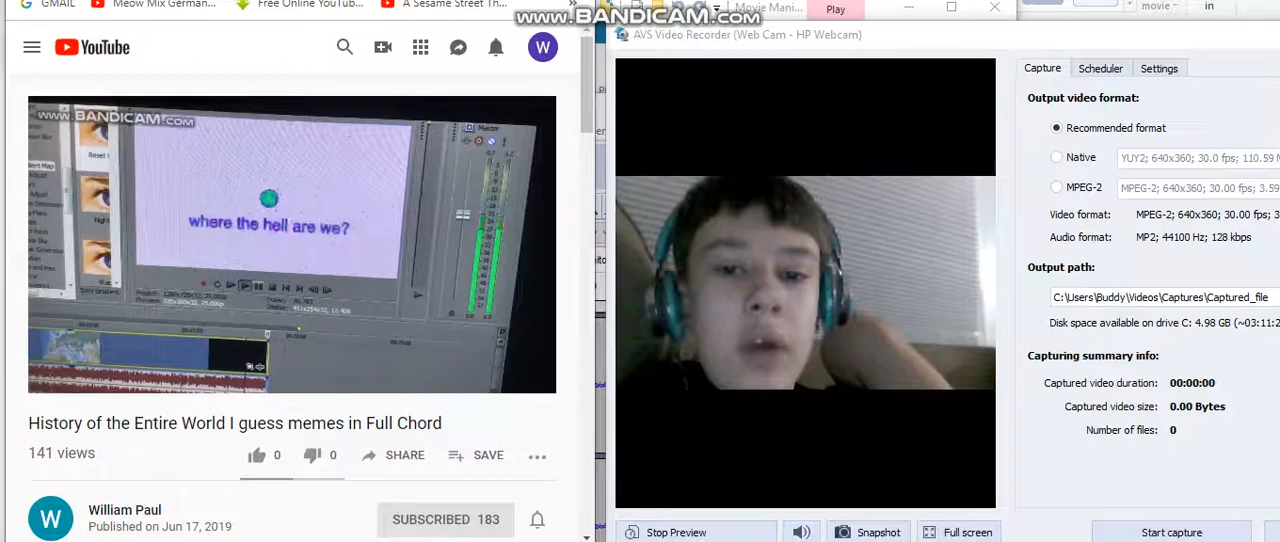 GMAIL
Meow Mix German...
Free Online YouTub...
A Sesame Street: Th...
»
www.BANDICAM.com
Movie Mani...
Play
movie
in
YouTube
W
AVS Video Recorder (Web Cam - HP Webcam)
Capture
Scheduler
Settings
Output video format:
Recommended format
Native
YUY2; 640x360; 30.0 fps; 110.59 M
MPEG-2
MPEG-2; 640x360; 30.00 fps; 3.59
Video format:
MPEG-2; 640x360; 30.00 fps; 3
Audio format:
MP2; 44100 Hz; 128 kbps
Output path:
C:\Users\Buddy\Videos\Captures\Captured_file
Disk space available on drive C: 4.98 GB (~03:11:2
Capturing summary info:
Captured video duration:
00:00:00
Captured video size:
0.00 Bytes
Number of files:
0
Stop Preview
Snapshot
Full screen
Start capture
www.BANDICAM.com
Master
where the hell are we?
History of the Entire World I guess memes in Full Chord
141 views
0
0
SHARE
SAVE
W
William Paul
Published on Jun 17, 2019
SUBSCRIBED 183